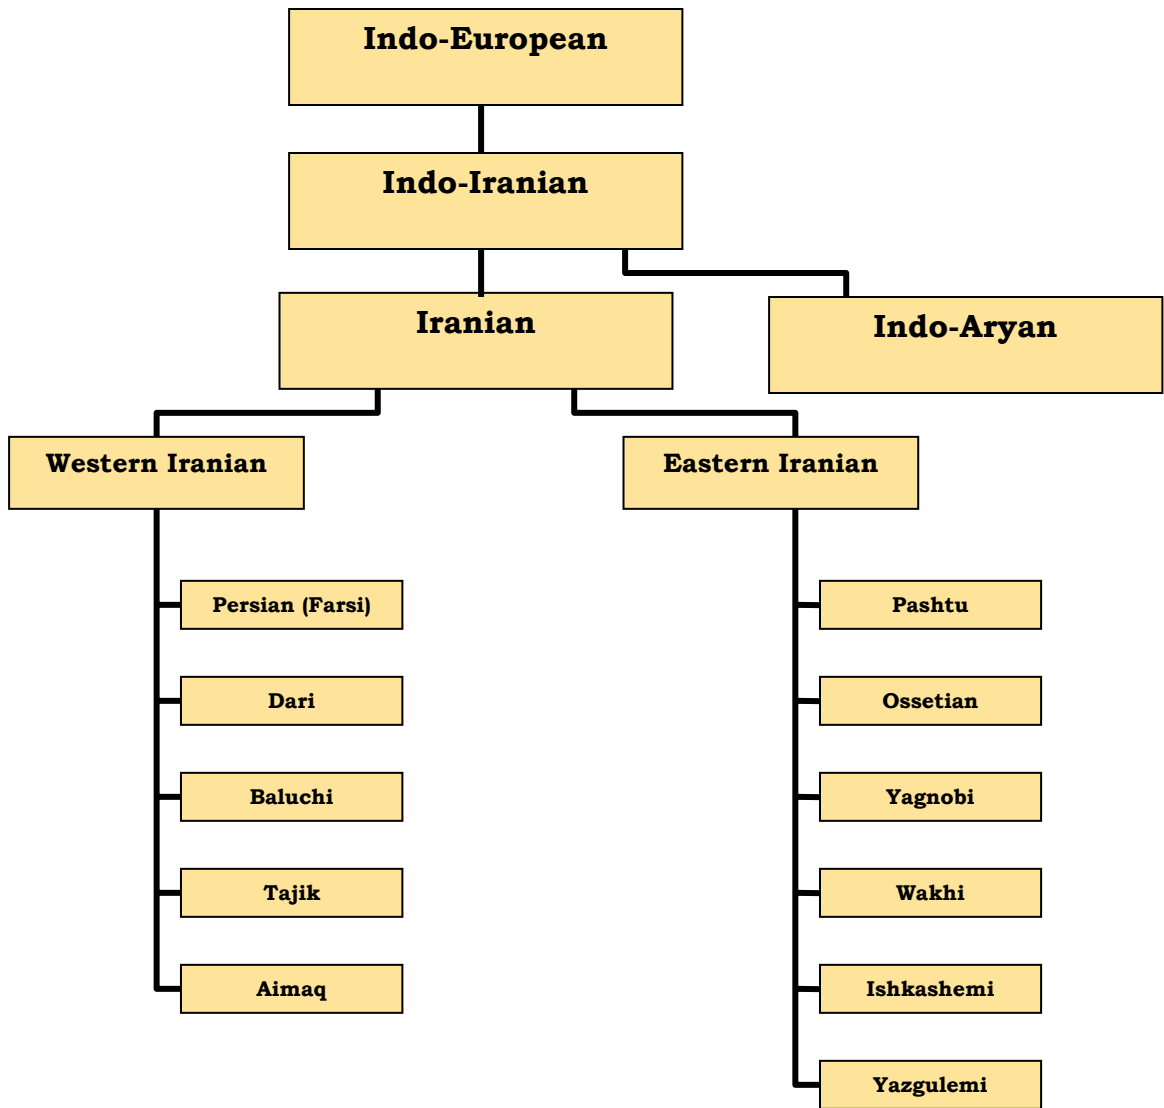 Indo-European
Indo-Iranian
Iranian
Indo-Aryan
Western Iranian
Eastern Iranian
Persian (Farsi)
Pashtu
Dari
Ossetian
Baluchi
Yagnobi
Tajik
Wakhi
Aimaq
Ishkashemi
Yazgulemi